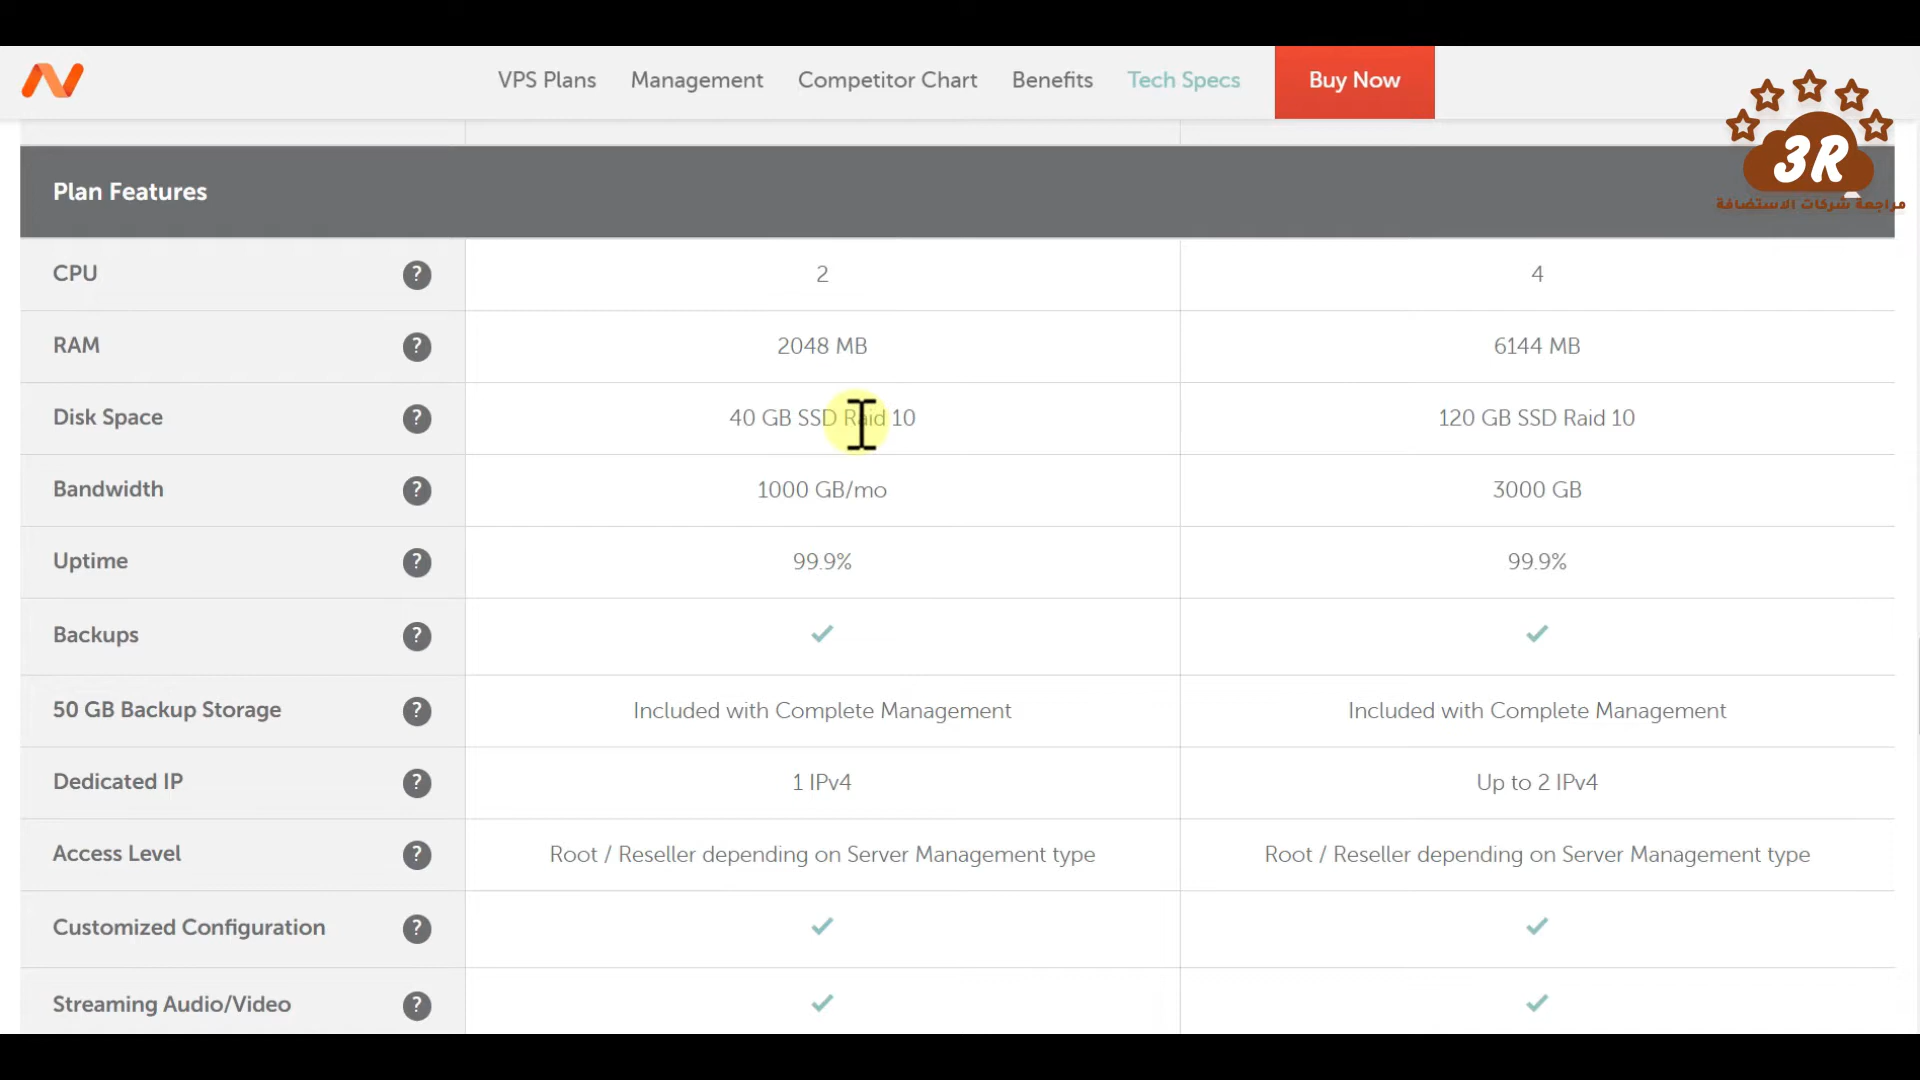 VPS Plans Management Competitor Chart Benefits Tech Specs Buy Now
3R
مراجعة شركات الاستضافة
Plan Features
CPU ? 2 4
RAM ? 2048 MB 6144 MB
Disk Space ? 40 GB SSD Raid 10 120 GB SSD Raid 10
Bandwidth ? 1000 GB/mo 3000 GB
Uptime ? 99.9% 99.9%
Backups ?
50 GB Backup Storage ? Included with Complete Management Included with Complete Management
Dedicated IP ? 1 IPv4 Up to 2 IPv4
Access Level ? Root / Reseller depending on Server Management type Root / Reseller depending on Server Management type
Customized Configuration ?
Streaming Audio/Video ?